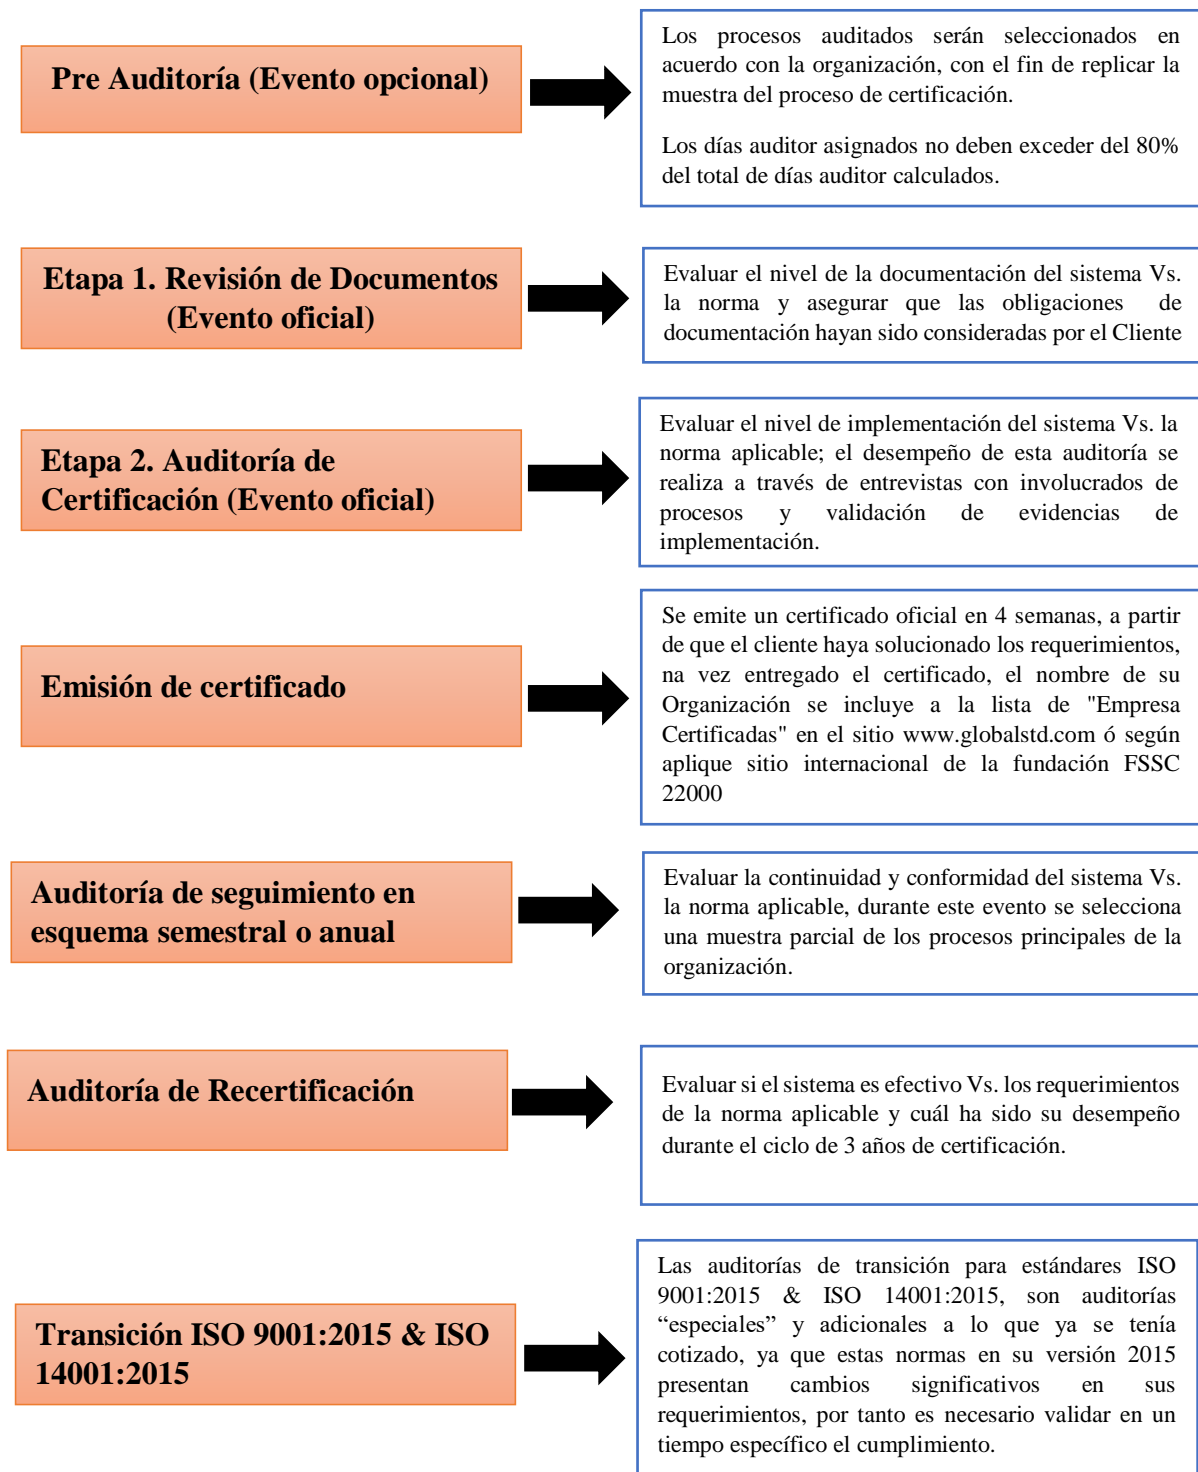 Pre Auditoría (Evento opcional)
Los procesos auditados serán seleccionados en
acuerdo con la organización, con el fin de replicar la
muestra del proceso de certificación.
Los días auditor asignados no deben exceder del 80%
del total de días auditor calculados.
Etapa 1. Revisión de Documentos
(Evento oficial)
Evaluar el nivel de la documentación del sistema Vs.
la norma y asegurar que las obligaciones de
documentación hayan sido consideradas por el Cliente
Etapa 2. Auditoría de
Certificación (Evento oficial)
Evaluar el nivel de implementación del sistema Vs. la
norma aplicable; el desempeño de esta auditoría se
realiza a través de entrevistas con involucrados de
procesos y validación de evidencias de
implementación.
Emisión de certificado
Se emite un certificado oficial en 4 semanas, a partir
de que el cliente haya solucionado los requerimientos,
na vez entregado el certificado, el nombre de su
Organización se incluye a la lista de "Empresa
Certificadas" en el sitio www.globalstd.com ó según
aplique sitio internacional de la fundación FSSC
22000
Auditoría de seguimiento en
esquema semestral o anual
Evaluar la continuidad y conformidad del sistema Vs.
la norma aplicable, durante este evento se selecciona
una muestra parcial de los procesos principales de la
organización.
Auditoría de Recertificación
Evaluar si el sistema es efectivo Vs. los requerimientos
de la norma aplicable y cuál ha sido su desempeño
durante el ciclo de 3 años de certificación.
Transición ISO 9001:2015 & ISO
14001:2015
Las auditorías de transición para estándares ISO
9001:2015 & ISO 14001:2015, son auditorías
“especiales” y adicionales a lo que ya se tenía
cotizado, ya que estas normas en su versión 2015
presentan cambios significativos en sus
requerimientos, por tanto es necesario validar en un
tiempo específico el cumplimiento.